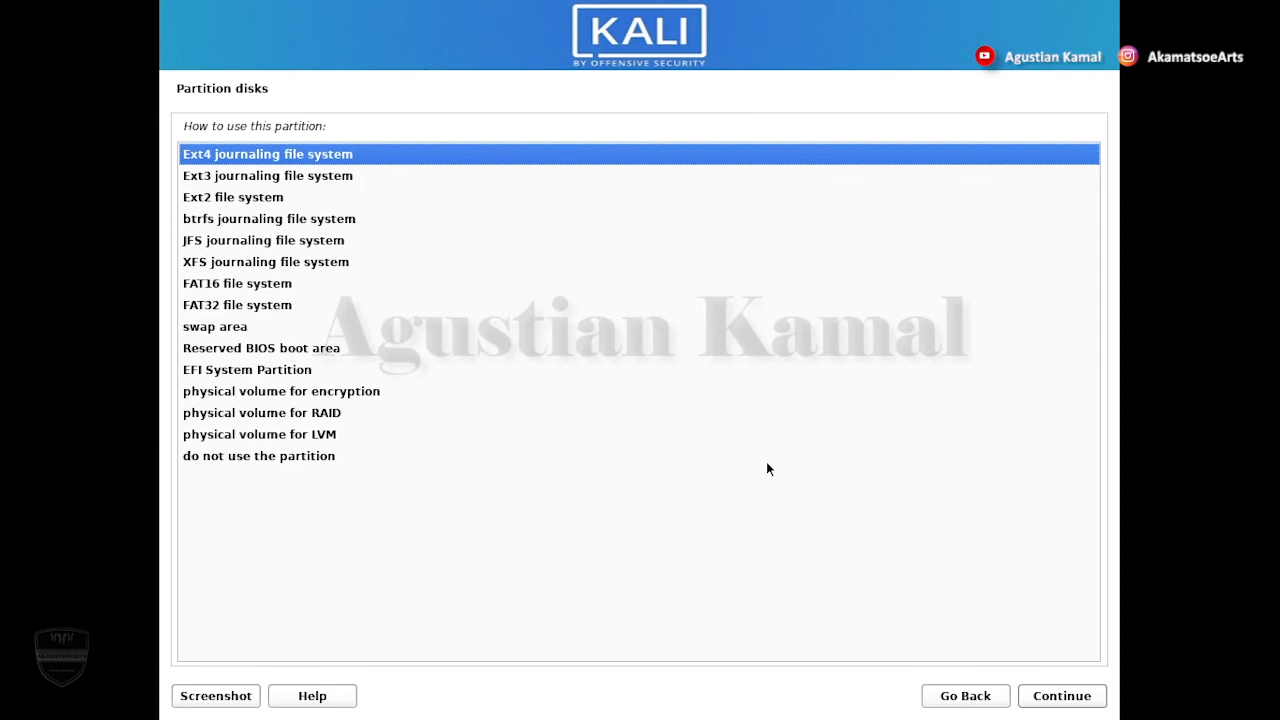 KALI
BY OFFENSIVE SECURITY
Agustian Kamal
AkamatsoeArts
Partition disks
How to use this partition:
Ext4 journaling file system
Ext3 journaling file system
Ext2 file system
btrfs journaling file system
JFS journaling file system
XFS journaling file system
FAT16 file system
FAT32 file system
swap area
Reserved BIOS boot area
EFI System Partition
physical volume for encryption
physical volume for RAID
physical volume for LVM
do not use the partition
Agustian Kamal
Screenshot
Help
Go Back
Continue